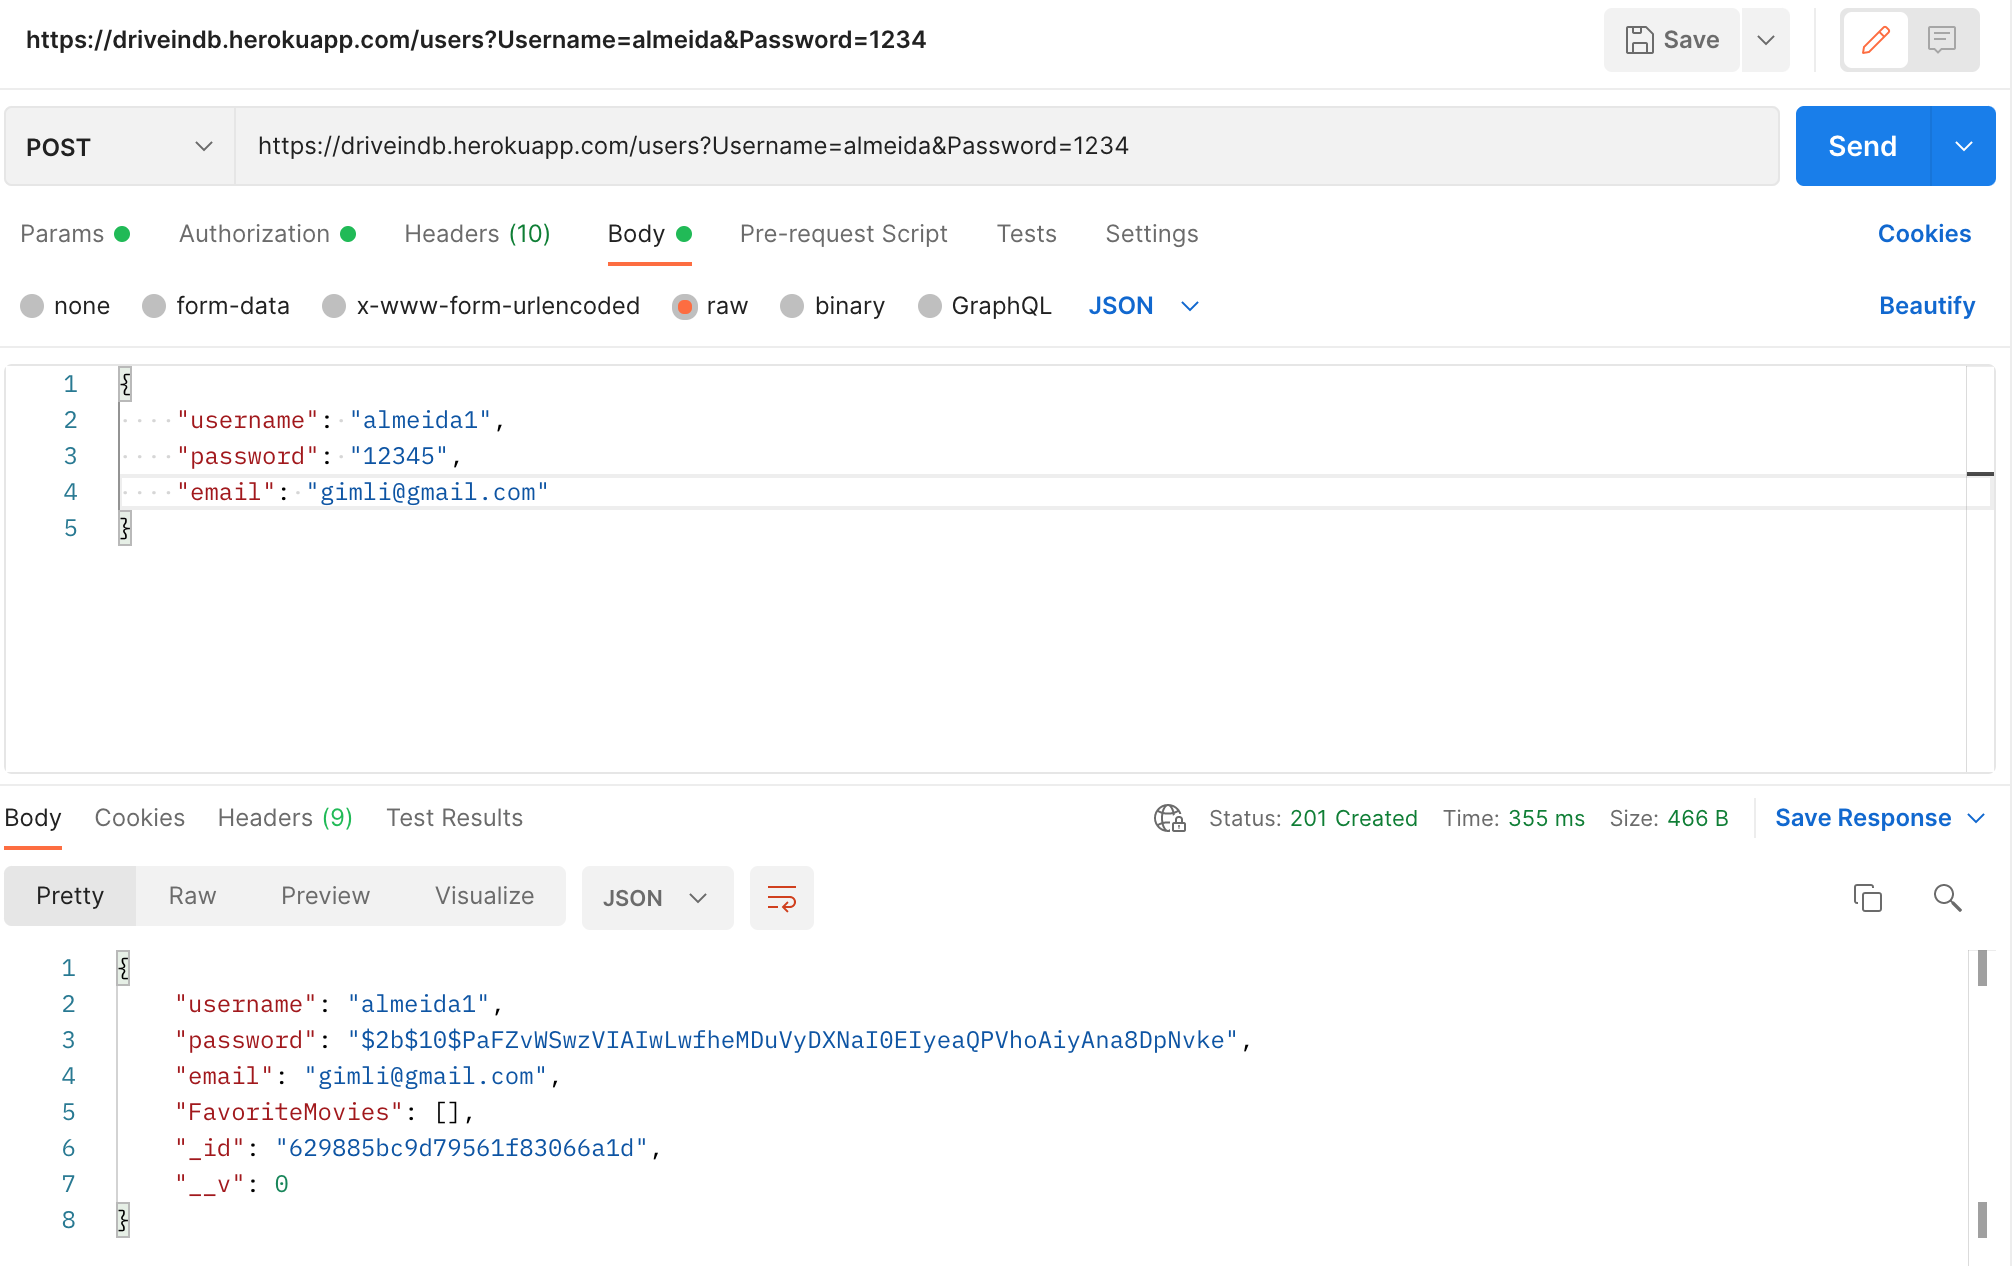 https://driveindb.herokuapp.com/users?Username=almeida&Password=1234
Save
POST
https://driveindb.herokuapp.com/users?Username=almeida&Password=1234
Send
Params Authorization Headers (10) Body Pre-request Script Tests Settings Cookies
none form-data x-www-form-urlencoded raw binary GraphQL JSON Beautify
1 {
2 "username": "almeida1",
3 "password": "12345",
4 "email": "gimli@gmail.com"
5 }
Body Cookies Headers (9) Test Results Status: 201 Created Time: 355 ms Size: 466 B Save Response
Pretty Raw Preview Visualize JSON
1 {
2 "username": "almeida1",
3 "password": "$2b$10$PaFZvWSwzVIAIwLwfheMDuVyDXNaI0EIyeaQPVhoAiyAna8DpNvke",
4 "email": "gimli@gmail.com",
5 "FavoriteMovies": [],
6 "_id": "629885bc9d79561f83066a1d",
7 "__v": 0
8 }